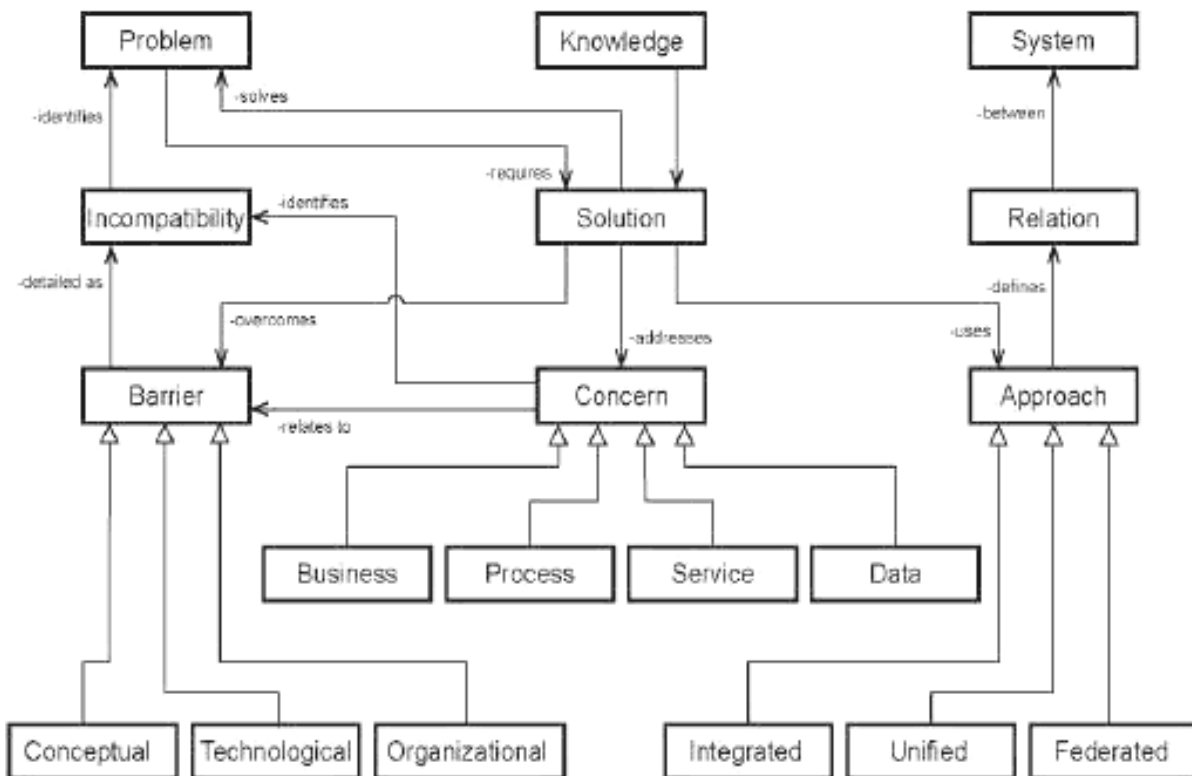 Problem
Knowledge
System
-solves
-identifies
-between
-requires
Incompatibility
-identifies
Solution
Relation
-detailed as
-defines
-overcomes
-addresses
-uses
Barrier
Concern
Approach
-relates to
Business
Process
Service
Data
Conceptual
Technological
Organizational
Integrated
Unified
Federated